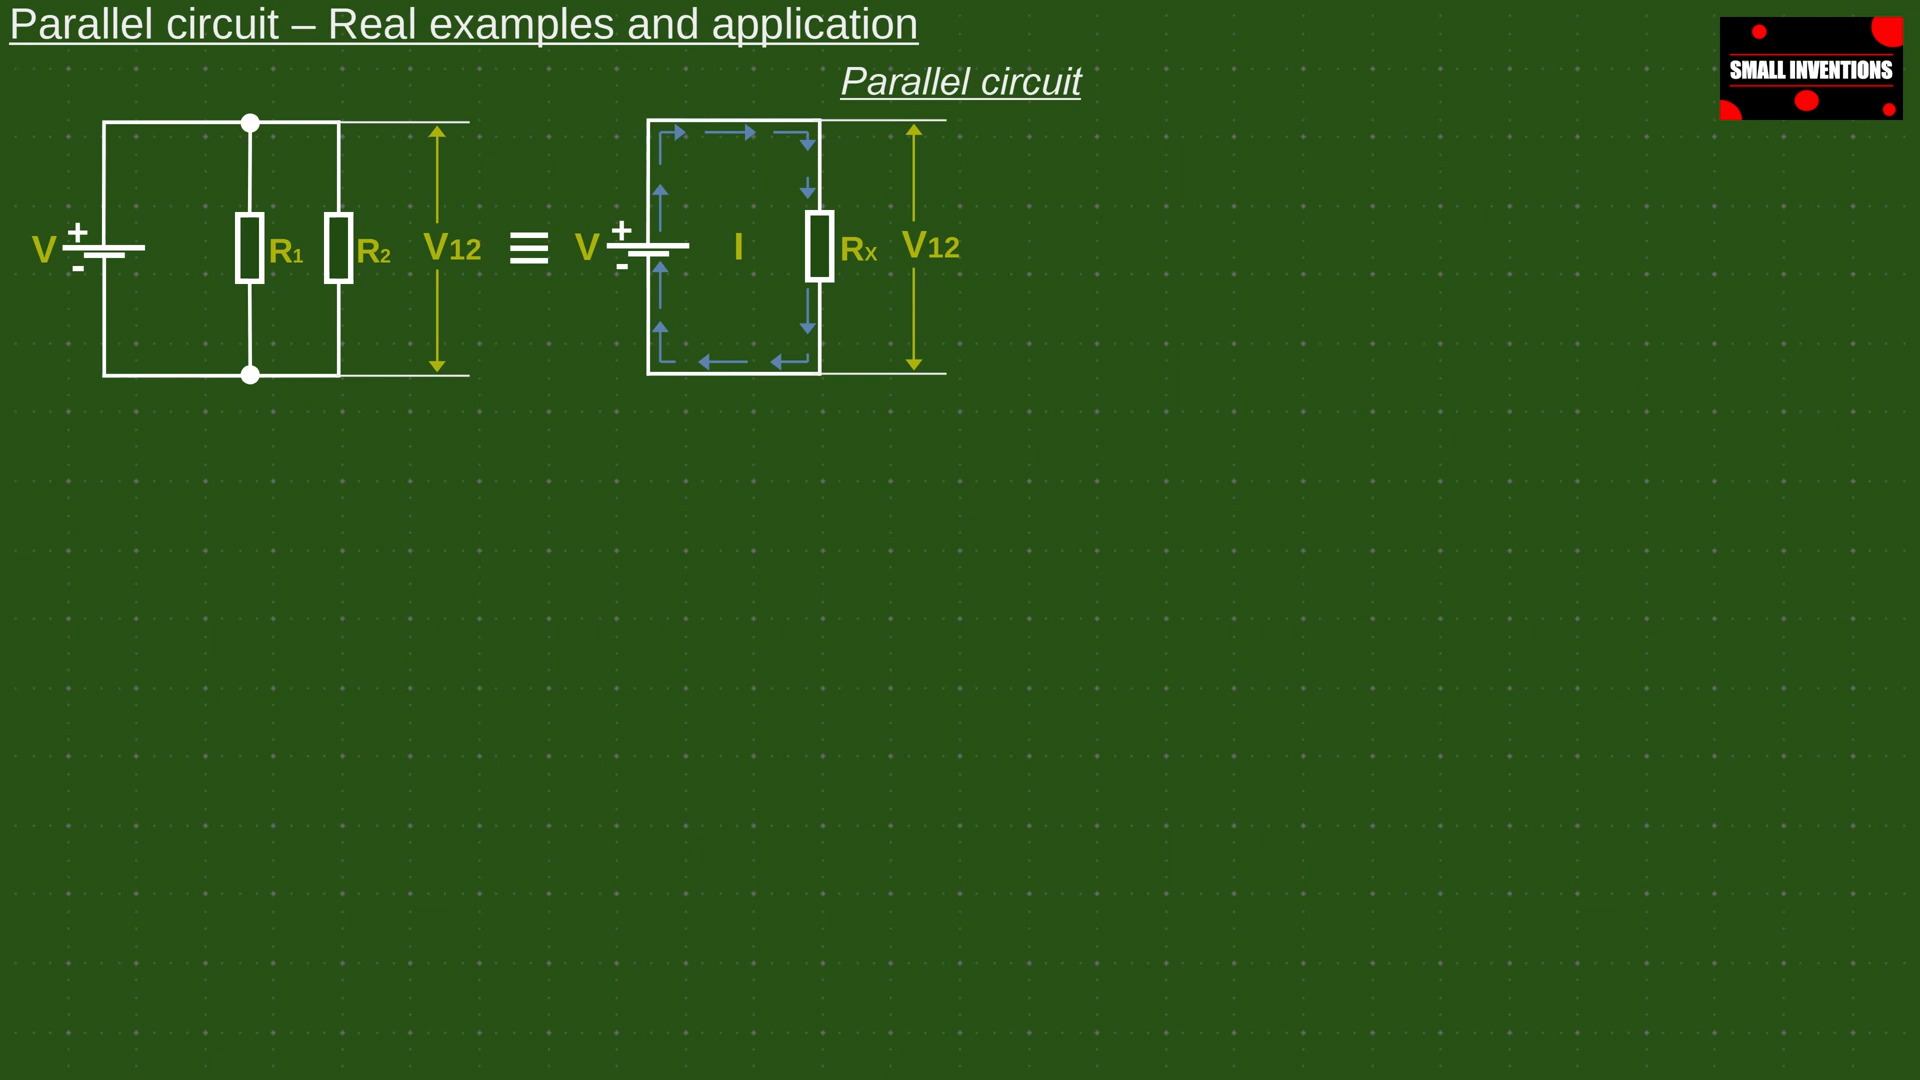 Parallel circuit – Real examples and application
SMALL INVENTIONS
Parallel circuit
V + - R1 R2 V12 ≡ V + - I RX V12